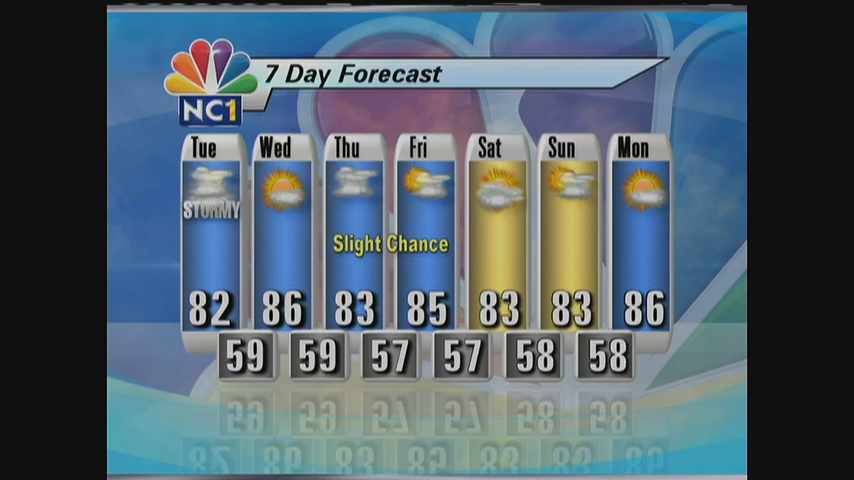 7 Day Forecast
NC1
Tue Wed Thu Fri Sat Sun Mon
STORMY
Slight Chance
82 86 83 85 83 83 86
59 59 57 57 58 58